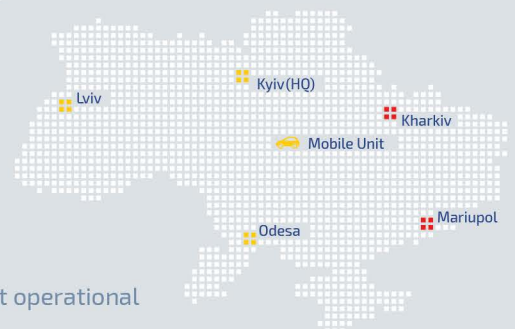 Kyiv(HQ)
Lviv
Kharkiv
Mobile Unit
Mariupol
Odesa
t operational